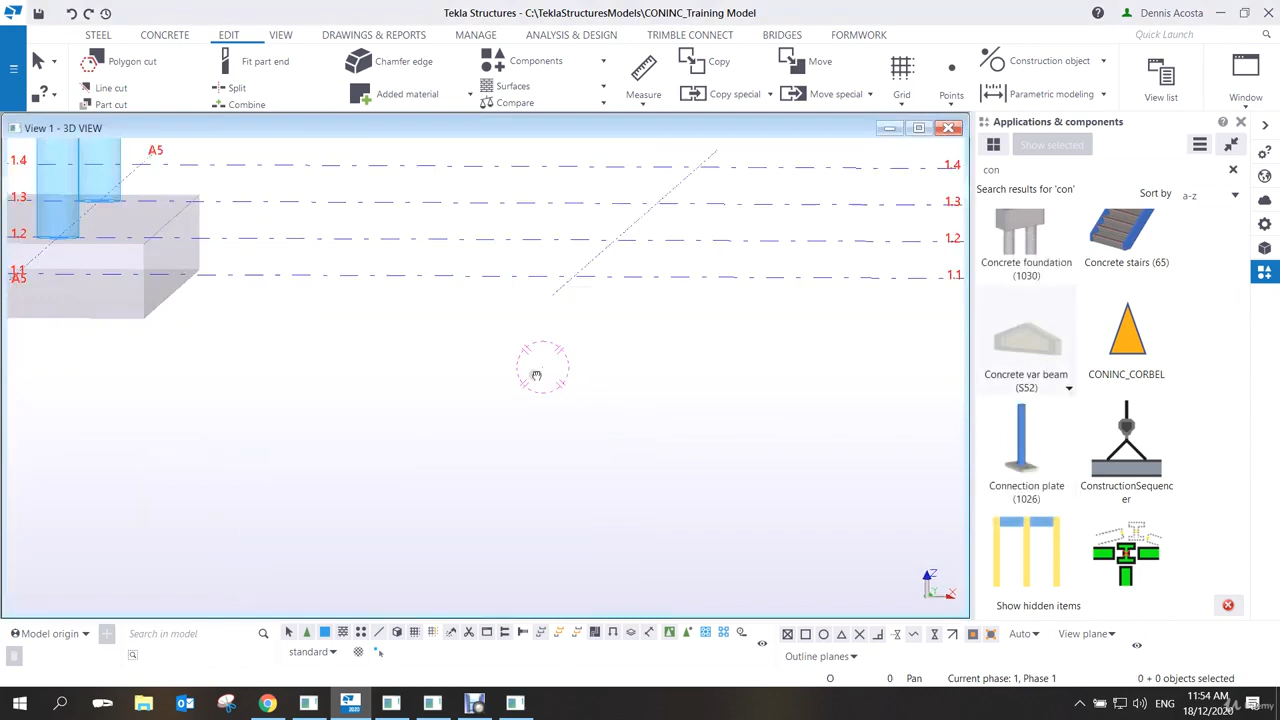 Tekla Structures - C:\TeklaStructuresModels\CONINC_Training Model
Dennis Acosta
STEEL CONCRETE EDIT VIEW DRAWINGS & REPORTS MANAGE ANALYSIS & DESIGN TRIMBLE CONNECT BRIDGES FORMWORK Quick Launch
Polygon cut Fit part end Chamfer edge Components Copy Move Construction object
Line cut Split Added material Surfaces Measure Copy special Move special Grid Points Parametric modeling View list Window
Part cut Combine Compare
View 1 - 3D VIEW
Applications & components
Show selected
con
Search results for 'con'
Sort by a-z
A5
1.4 1.4
1.3 1.3
1.2 1.2
1.1 1.1
A5
Concrete foundation (1030)
Concrete stairs (65)
Concrete var beam (S52)
CONINC_CORBEL
Connection plate (1026)
ConstructionSequencer
Show hidden items
Z
Y
X
Model origin Search in model
Auto View plane
standard
Outline planes
O 0 Pan Current phase: 1, Phase 1 0 + 0 objects selected
2020
ENG
11:54 AM
18/12/2020